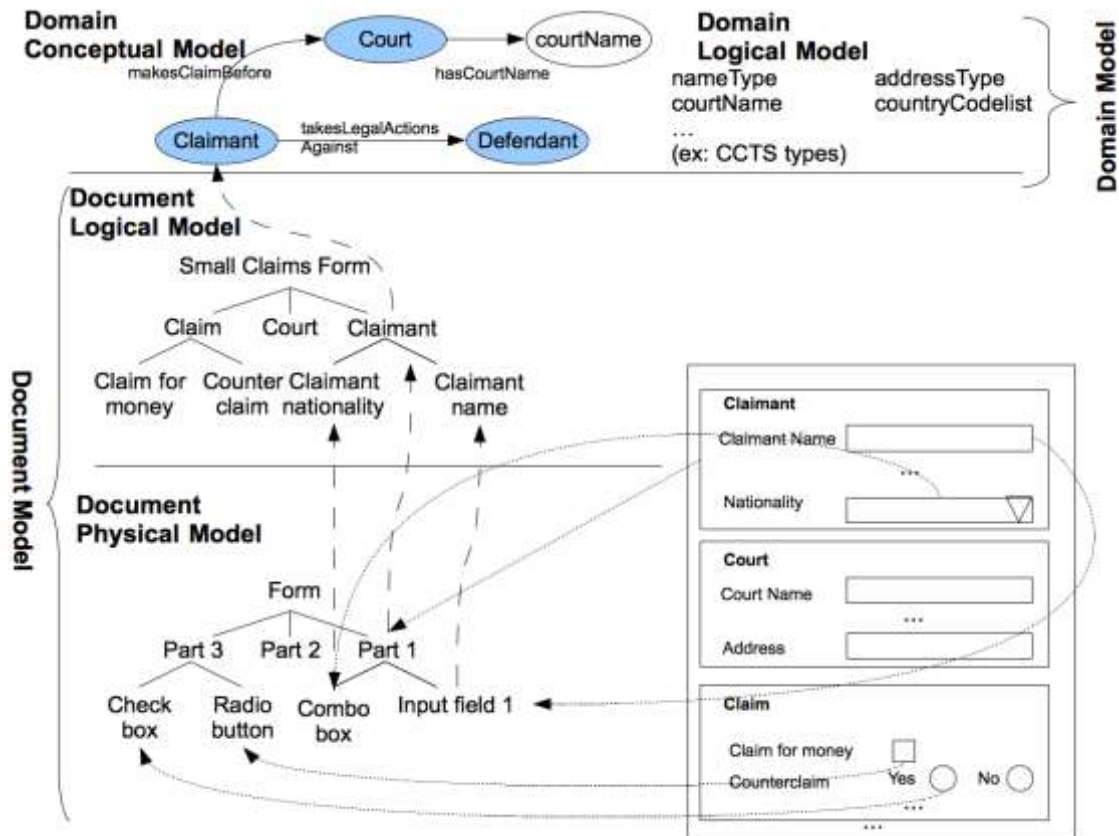 Domain
Conceptual Model
Court
courtName
makesClaimBefore
hasCourtName
Claimant
takesLegalActions
Against
Defendant
Domain
Logical Model
nameType addressType
courtName countryCodelist
...
(ex: CCTS types)
Domain Model
Document
Logical Model
Small Claims Form
Claim Court Claimant
Claim for
money
Counter
claim
Claimant
nationality
Claimant
name
Document Model
Document
Physical Model
Form
Part 3 Part 2 Part 1
Check
box
Radio
button
Combo
box
Input field 1
Claimant
Claimant Name
...
Nationality
Court
Court Name
...
Address
Claim
Claim for money
Counterclaim Yes No
...
...